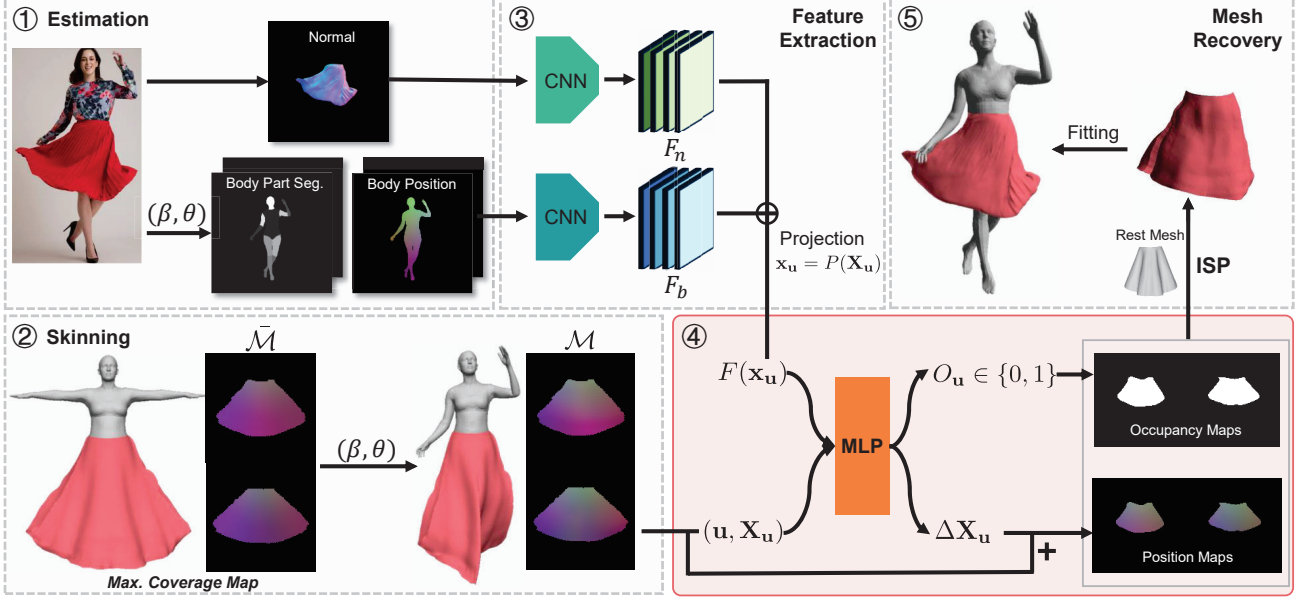 ① Estimation
Normal
Body Part Seg.
Body Position
(β, θ)
③ Feature
Extraction
CNN
F_n
CNN
F_b
Projection
x_u = P(X_u)
⑤ Mesh
Recovery
Fitting
Rest Mesh
ISP
② Skinning
M̄
M
(β, θ)
Max. Coverage Map
④
F(x_u)
(u, X_u)
MLP
O_u ∈ {0, 1}
ΔX_u
+
Occupancy Maps
Position Maps